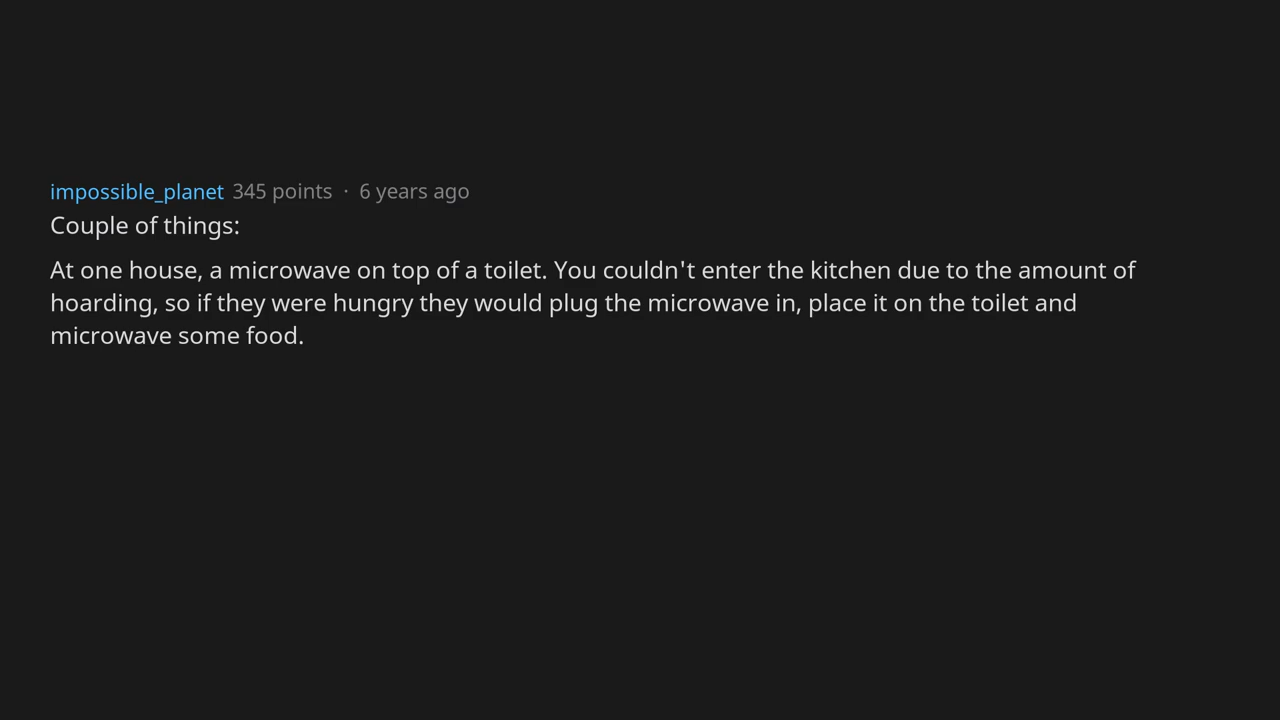 impossible_planet 345 points · 6 years ago
Couple of things:
At one house, a microwave on top of a toilet. You couldn't enter the kitchen due to the amount of
hoarding, so if they were hungry they would plug the microwave in, place it on the toilet and
microwave some food.